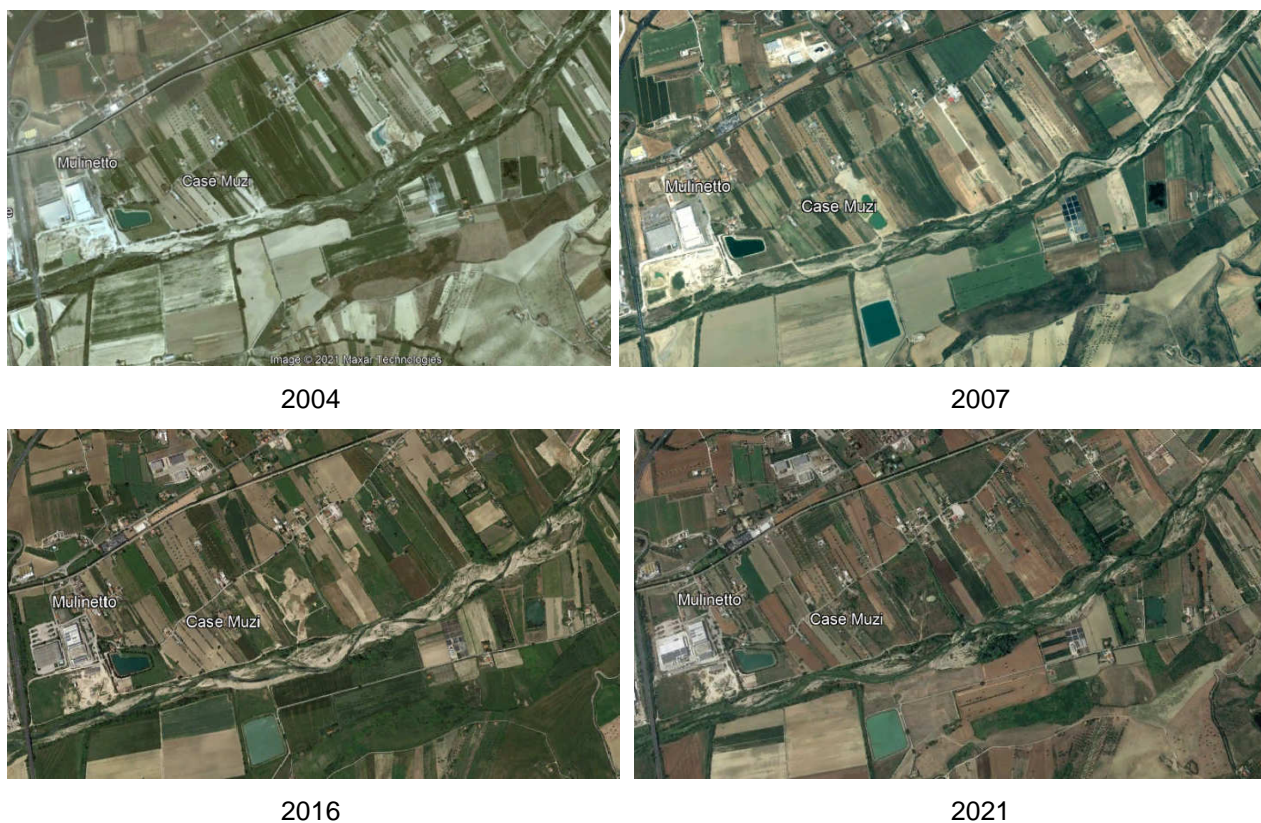 Mulinetto
Case Muzi
Image © 2021 Maxar Technologies
Mulinetto
Case Muzi
2004
2007
Mulinetto
Case Muzi
Mulinetto
Case Muzi
2016
2021